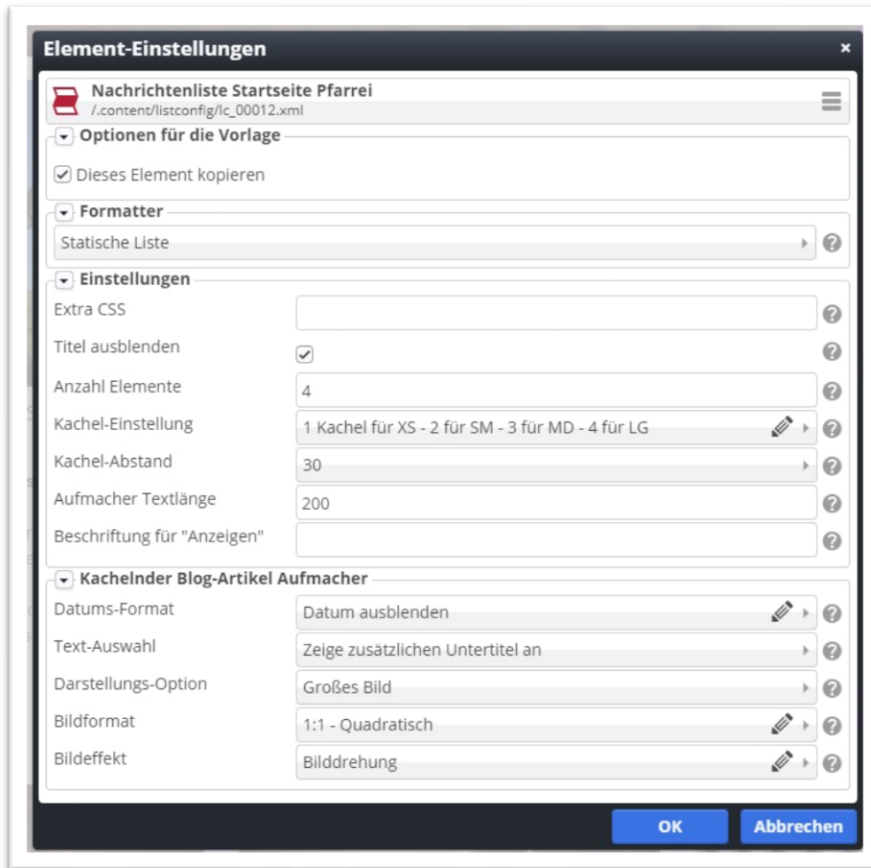 Element-Einstellungen
Nachrichtenliste Startseite Pfarrei
/.content/listconfig/lc_00012.xml
Optionen für die Vorlage
Dieses Element kopieren
Formatter
Statische Liste
Einstellungen
Extra CSS
Titel ausblenden
Anzahl Elemente 4
Kachel-Einstellung 1 Kachel für XS - 2 für SM - 3 für MD - 4 für LG
Kachel-Abstand 30
Aufmacher Textlänge 200
Beschriftung für "Anzeigen"
Kachelnder Blog-Artikel Aufmacher
Datums-Format Datum ausblenden
Text-Auswahl Zeige zusätzlichen Untertitel an
Darstellungs-Option Großes Bild
Bildformat 1:1 - Quadratisch
Bildeffekt Bilddrehung
OK Abbrechen